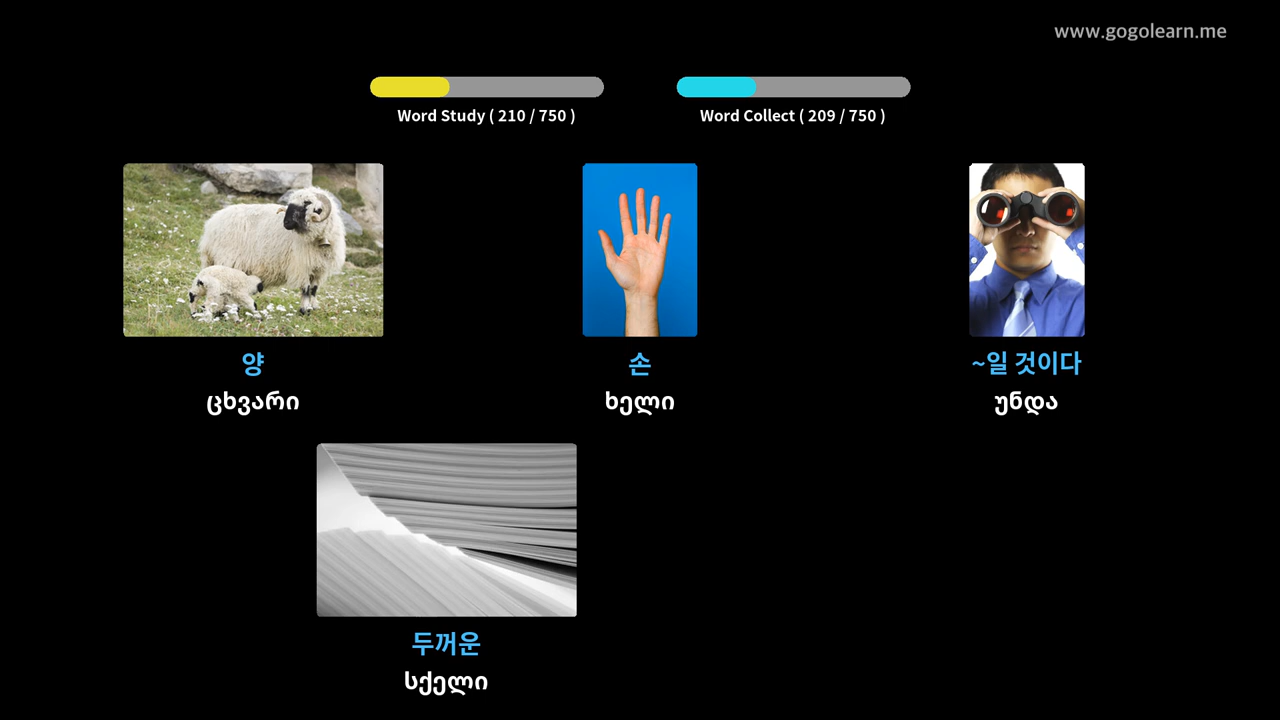 www.gogolearn.me
Word Study ( 210 / 750 )
Word Collect ( 209 / 750 )
양
ცხვარი
손
ხელი
~일 것이다
უნდა
두꺼운
სქელი